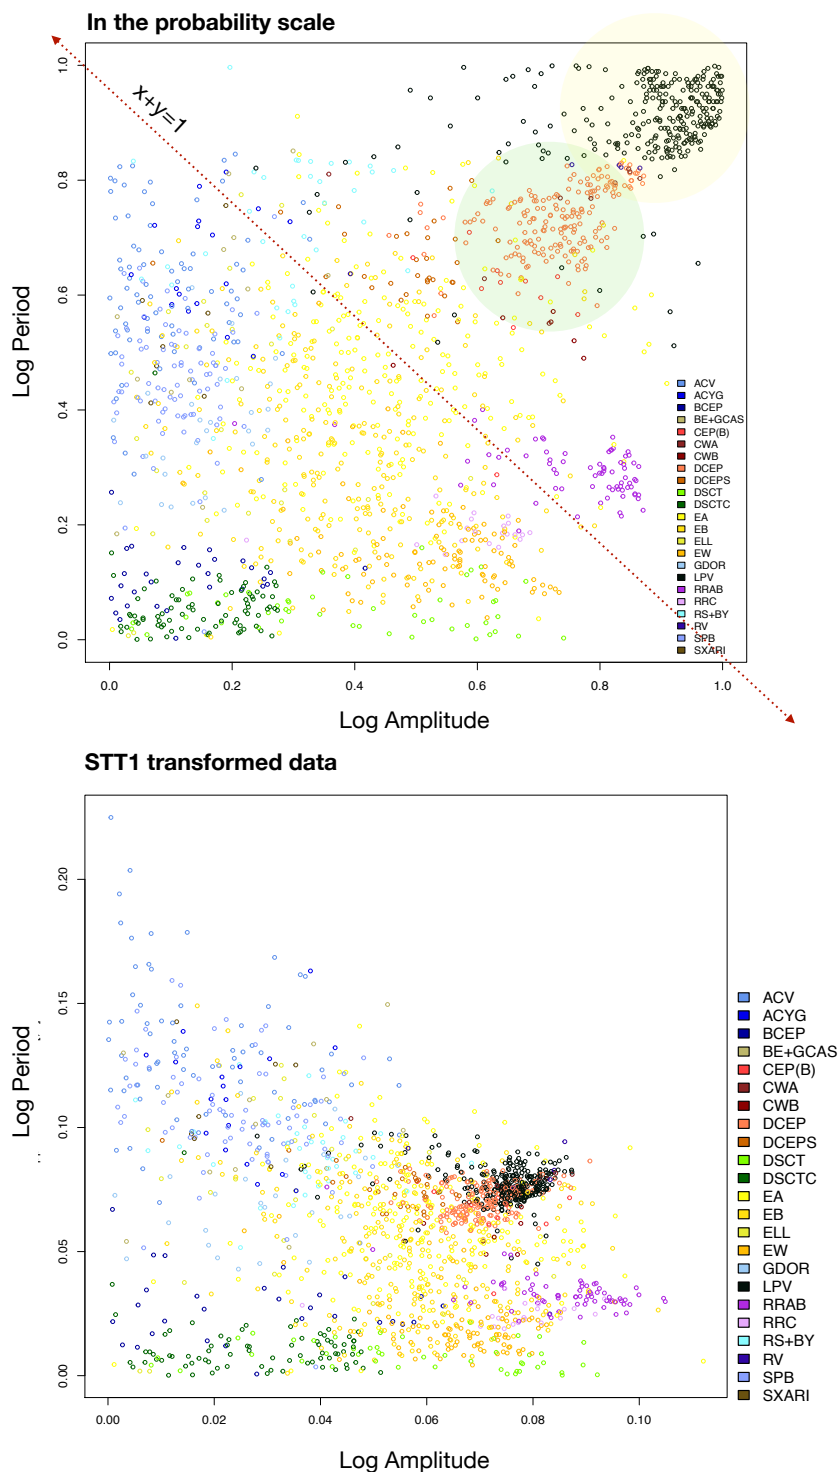 In the probability scale
x+y=1
1.0
0.8
0.6
0.4
0.2
0.0
Log Period
ACV
ACYG
BCEP
BE+GCAS
CEP(B)
CWA
CWB
DCEP
DCEPS
DSCT
DSCTC
EA
EB
ELL
EW
GDOR
LPV
RRAB
RRC
RS+BY
RV
SPB
SXARI
0.0 0.2 0.4 0.6 0.8 1.0
Log Amplitude
STT1 transformed data
0.20
0.15
0.10
0.05
0.00
Log Period
ACV
ACYG
BCEP
BE+GCAS
CEP(B)
CWA
CWB
DCEP
DCEPS
DSCT
DSCTC
EA
EB
ELL
EW
GDOR
LPV
RRAB
RRC
RS+BY
RV
SPB
SXARI
0.00 0.02 0.04 0.06 0.08 0.10
Log Amplitude